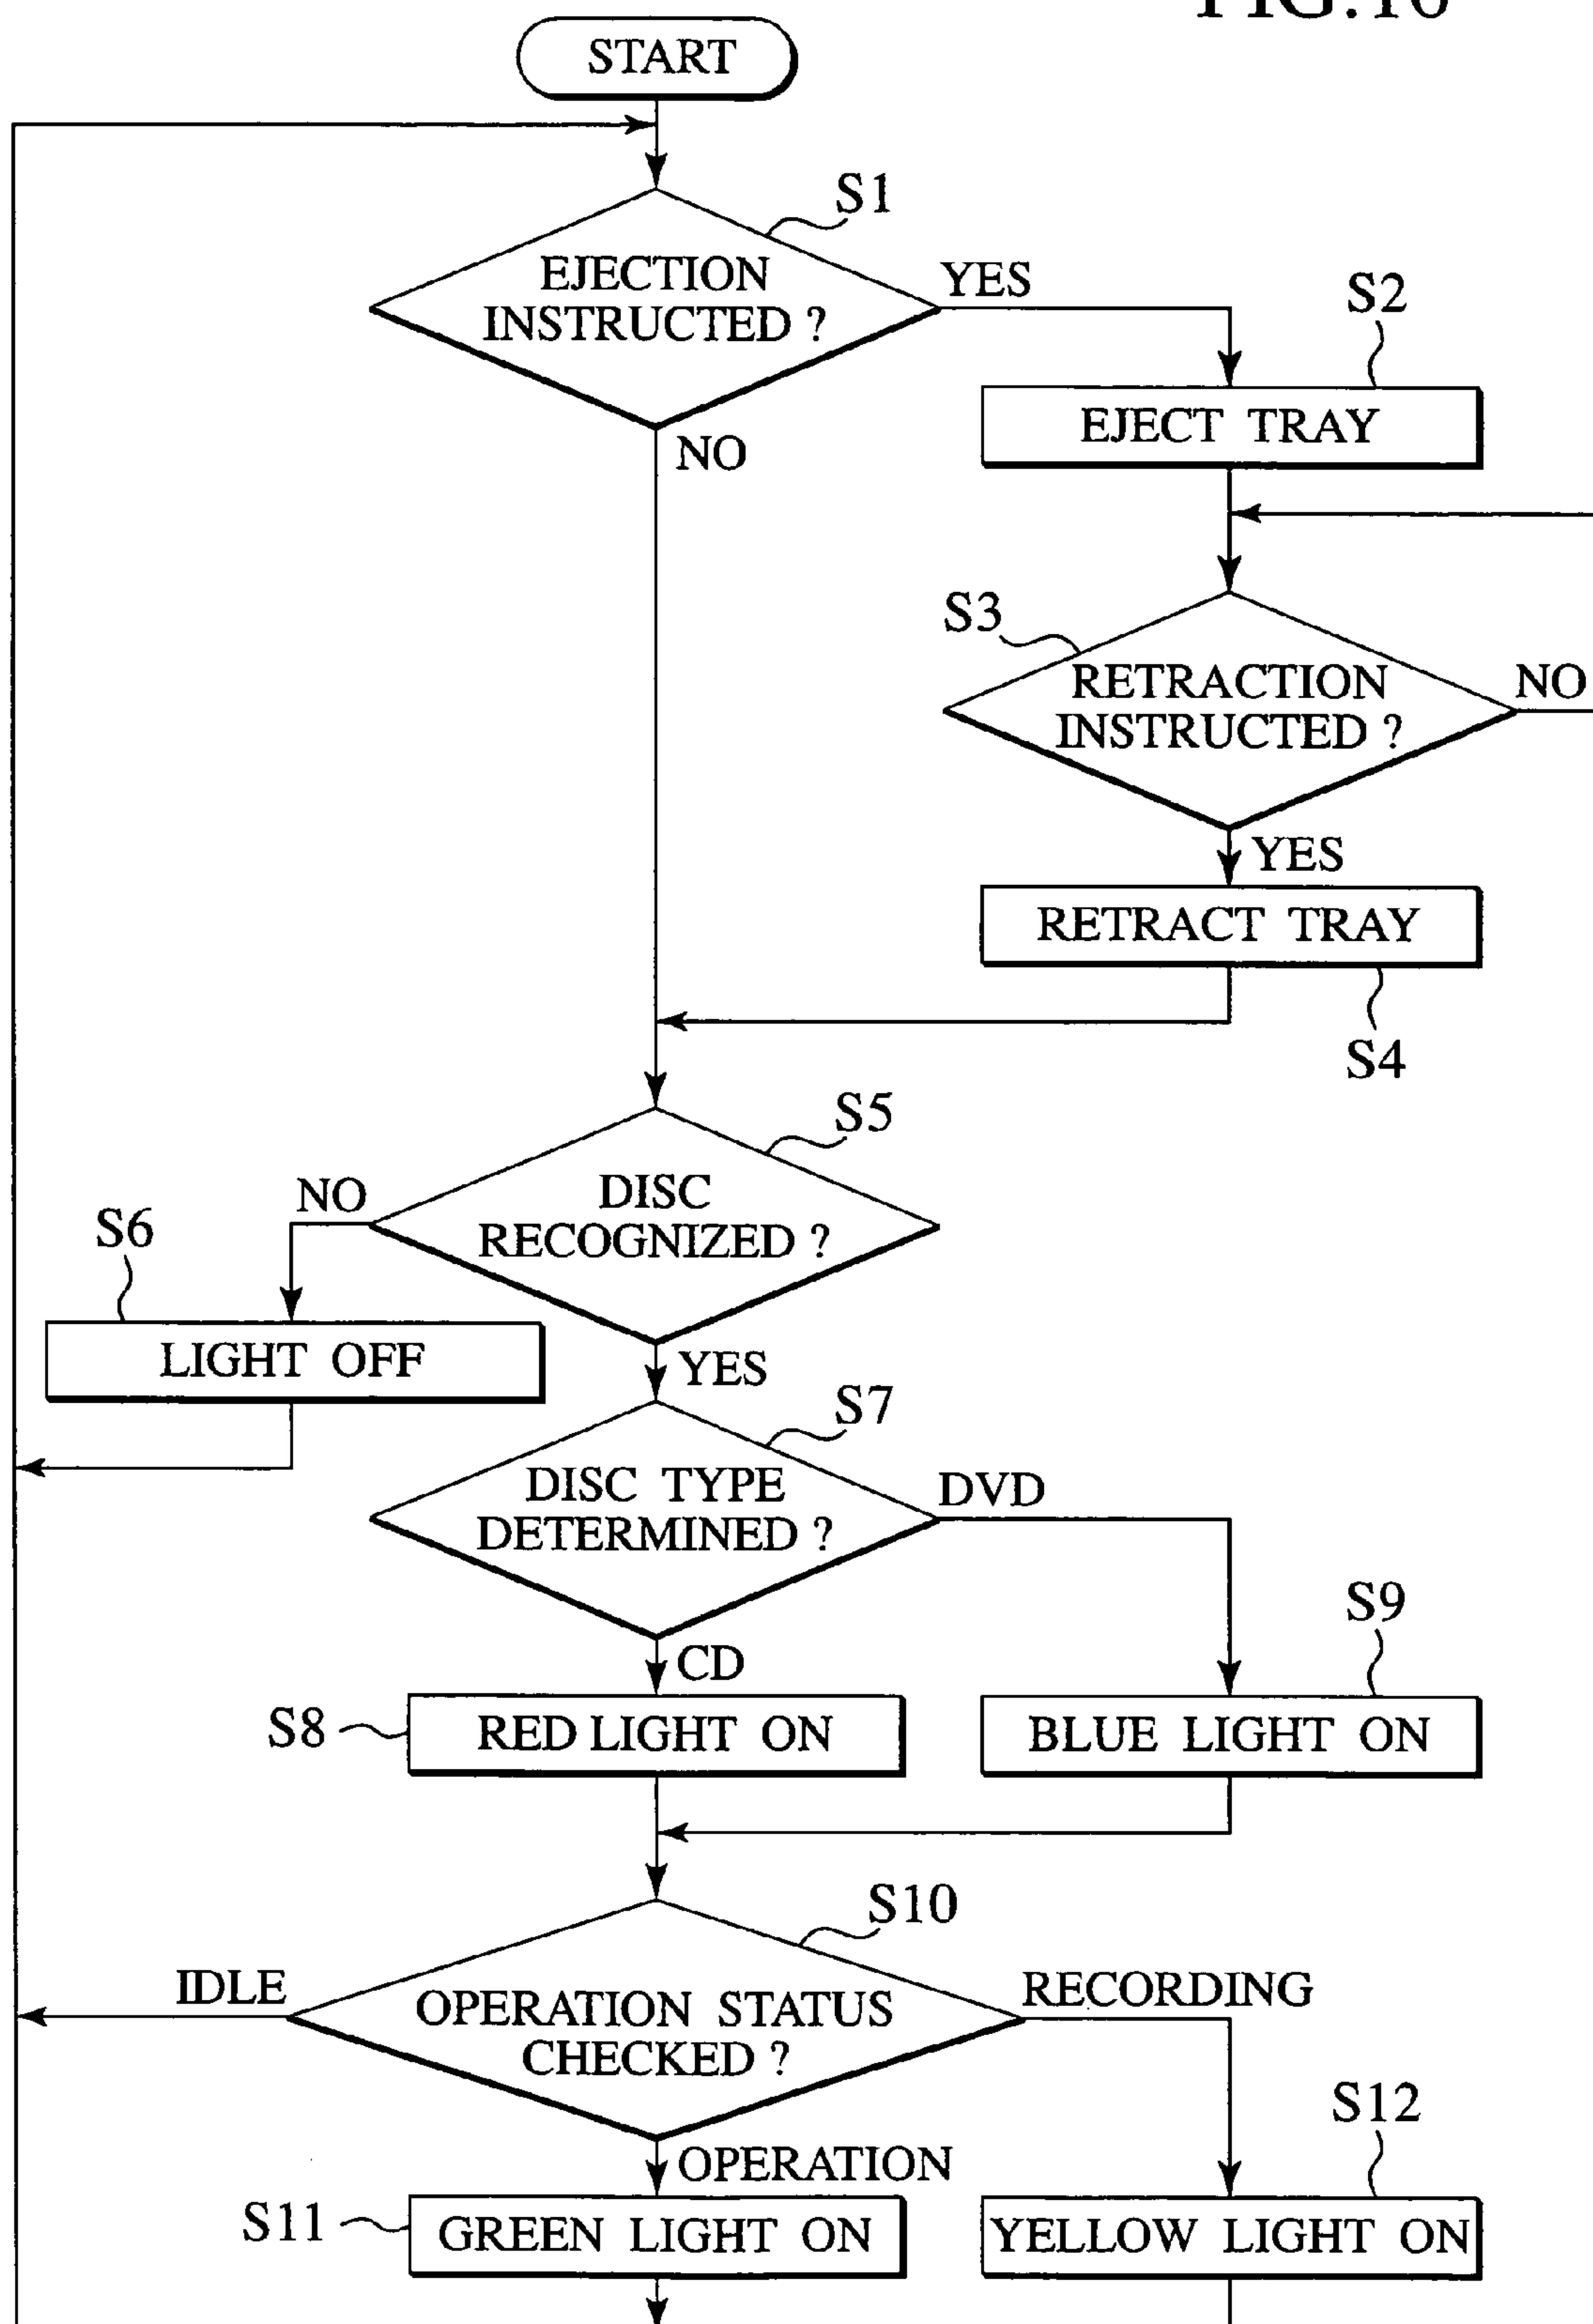 START
S1
EJECTION
INSTRUCTED ?
YES
NO
S2
EJECT TRAY
S3
RETRACTION
INSTRUCTED ?
NO
YES
RETRACT TRAY
S4
S5
DISC
RECOGNIZED ?
NO
S6
LIGHT OFF
YES
S7
DISC TYPE
DETERMINED ?
DVD
CD
S8
RED LIGHT ON
S9
BLUE LIGHT ON
S10
OPERATION STATUS
CHECKED ?
IDLE
RECORDING
OPERATION
S11
GREEN LIGHT ON
S12
YELLOW LIGHT ON